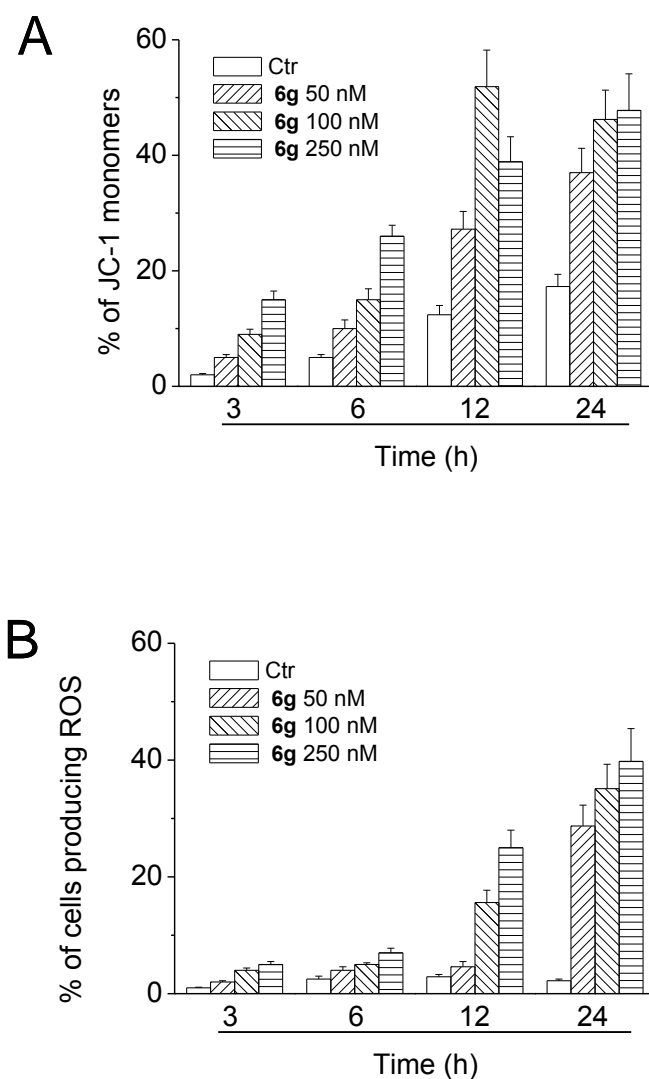 A
60
40
20
0
% of JC-1 monomers
Ctr
6g 50 nM
6g 100 nM
6g 250 nM
3 6 12 24
Time (h)
B
60
40
20
0
% of cells producing ROS
Ctr
6g 50 nM
6g 100 nM
6g 250 nM
3 6 12 24
Time (h)